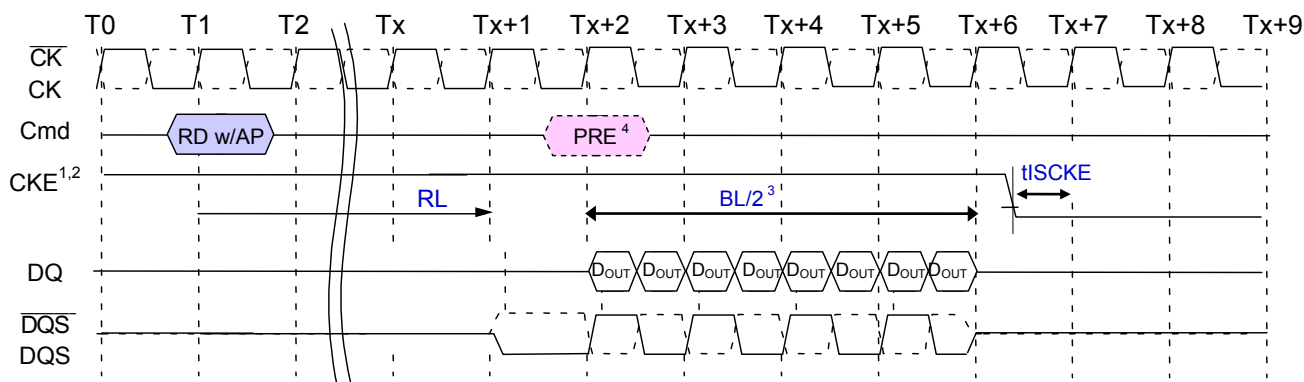 T0 T1 T2 Tx Tx+1 Tx+2 Tx+3 Tx+4 Tx+5 Tx+6 Tx+7 Tx+8 Tx+9
CK
CK
Cmd RD w/AP PRE 4
CKE1,2 tISCKE
RL BL/2 3
DQ DOUT DOUT DOUT DOUT DOUT DOUT DOUT DOUT
DQS
DQS